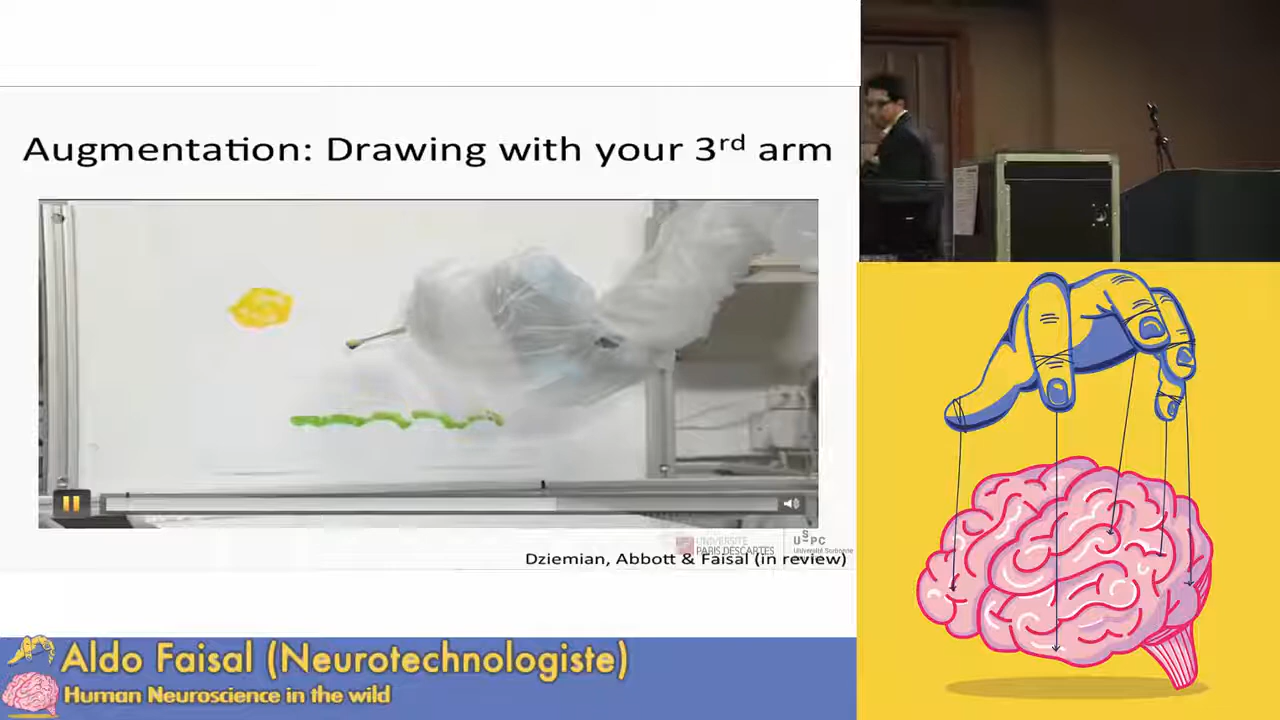 Augmentation: Drawing with your 3rd arm
UNIVERSITÉ
PARIS DESCARTES
USPC
Université Sorbonne
Dziemian, Abbott & Faisal (in review)
Aldo Faisal (Neurotechnologiste)
Human Neuroscience in the wild